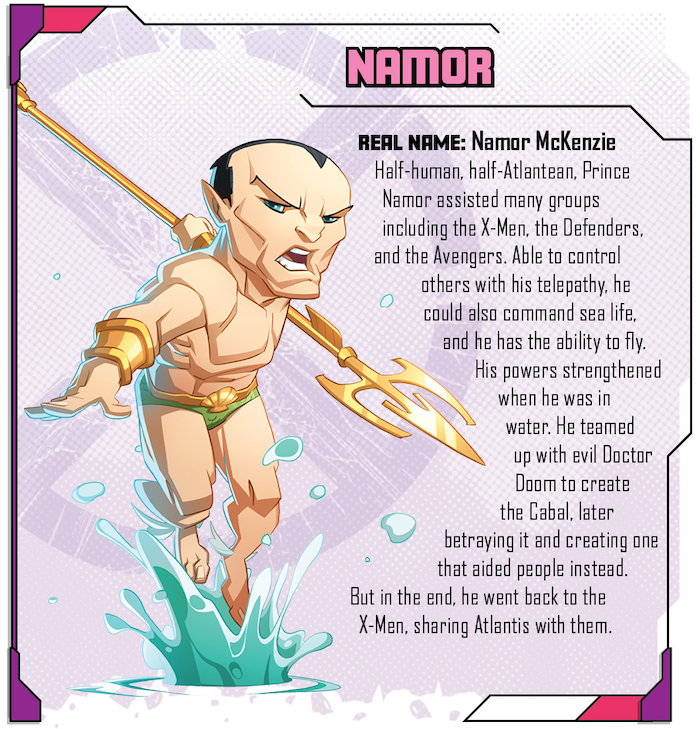 NAMOR
REAL NAME: Namor McKenzie
Half-human, half-Atlantean, Prince
Namor assisted many groups
including the X-Men, the Defenders,
and the Avengers. Able to control
others with his telepathy, he
could also command sea life,
and he has the ability to fly.
His powers strengthened
when he was in
water. He teamed
up with evil Doctor
Doom to create
the Cabal, later
betraying it and creating one
that aided people instead.
But in the end, he went back to the
X-Men, sharing Atlantis with them.